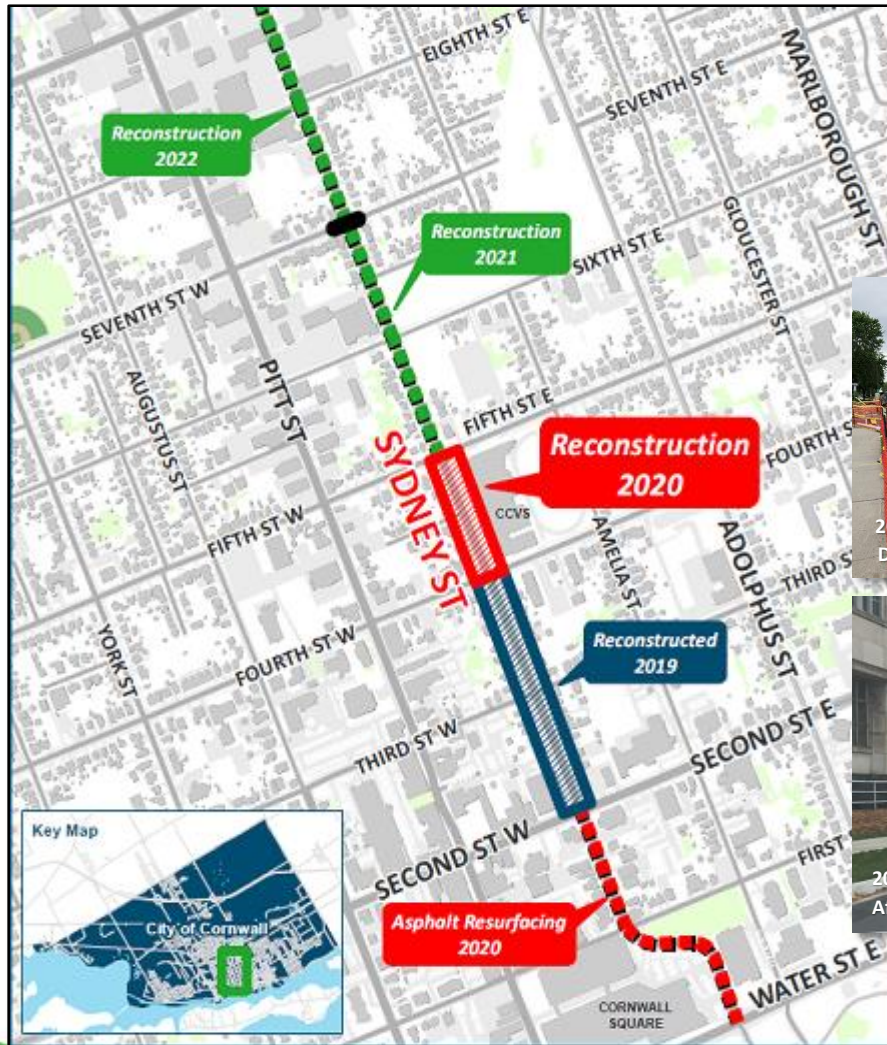 EIGHTH ST E
MARLBOROUGH ST
SEVENTH ST E
Reconstruction
2022
GLOUCESTER ST
Reconstruction
2021
SIXTH ST E
SEVENTH ST W
AUGUSTUS ST
PITT ST
FIFTH ST E
SYDNEY ST
Reconstruction
2020
FOURTH S
CCVS
FIFTH ST W
AMELIA ST
ADOLPHUS ST
THIRD S
YORK ST
FOURTH ST W
Reconstructed
2019
THIRD ST W
SECOND ST E
Key Map
City of Cornwall
SECOND ST W
FIRST
Asphalt Resurfacing
2020
WATER ST E
CORNWALL
SQUARE
2
D
20
A